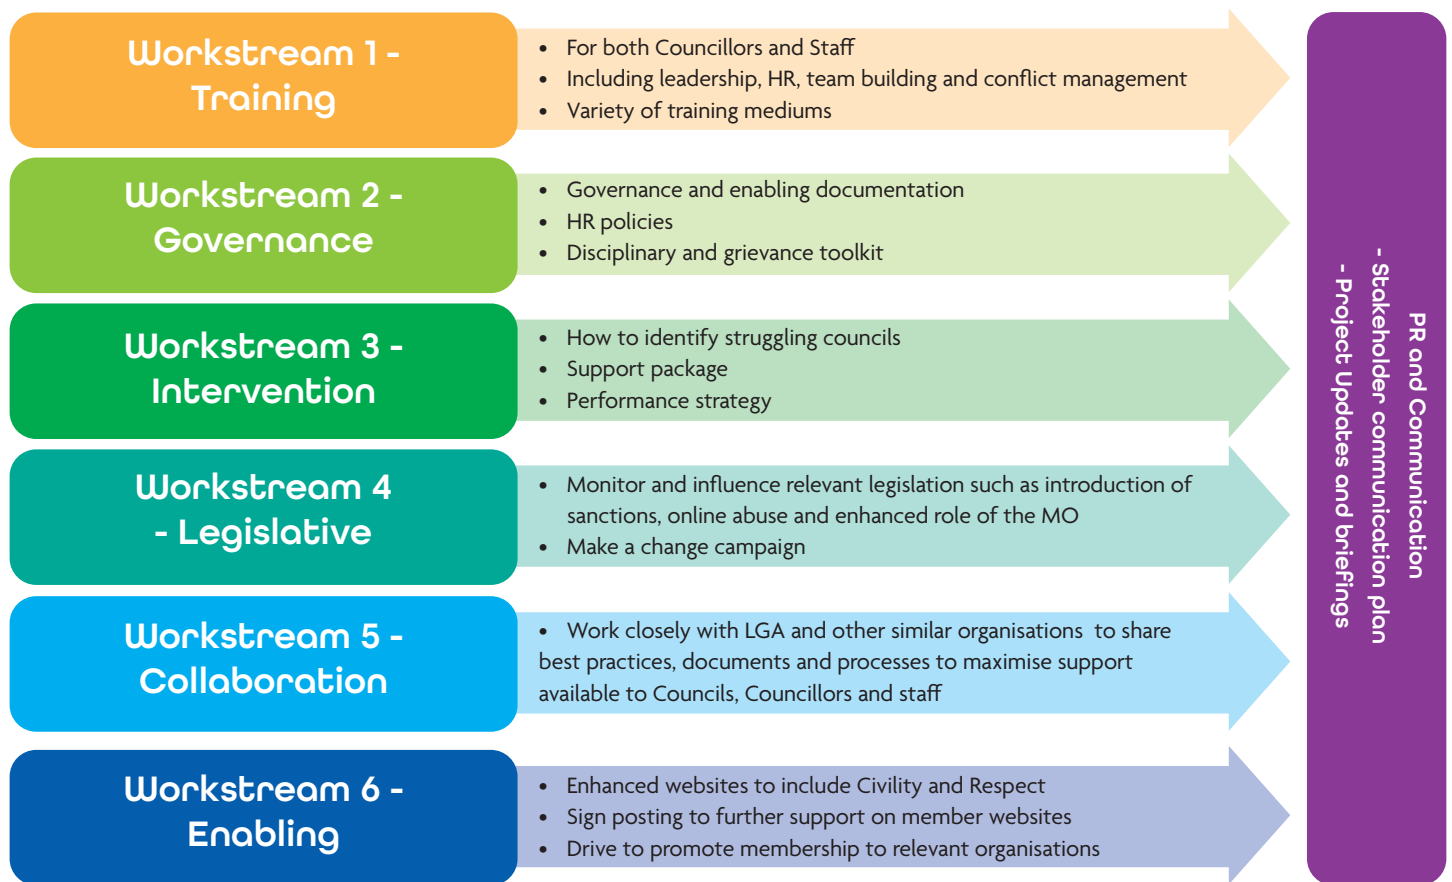 Workstream 1 -
Training
• For both Councillors and Staff
• Including leadership, HR, team building and conflict management
• Variety of training mediums
Workstream 2 -
Governance
• Governance and enabling documentation
• HR policies
• Disciplinary and grievance toolkit
Workstream 3 -
Intervention
• How to identify struggling councils
• Support package
• Performance strategy
Workstream 4
- Legislative
• Monitor and influence relevant legislation such as introduction of
sanctions, online abuse and enhanced role of the MO
• Make a change campaign
Workstream 5 -
Collaboration
• Work closely with LGA and other similar organisations to share
best practices, documents and processes to maximise support
available to Councils, Councillors and staff
Workstream 6 -
Enabling
• Enhanced websites to include Civility and Respect
• Sign posting to further support on member websites
• Drive to promote membership to relevant organisations
PR and Communication
- Stakeholder communication plan
- Project Updates and briefings